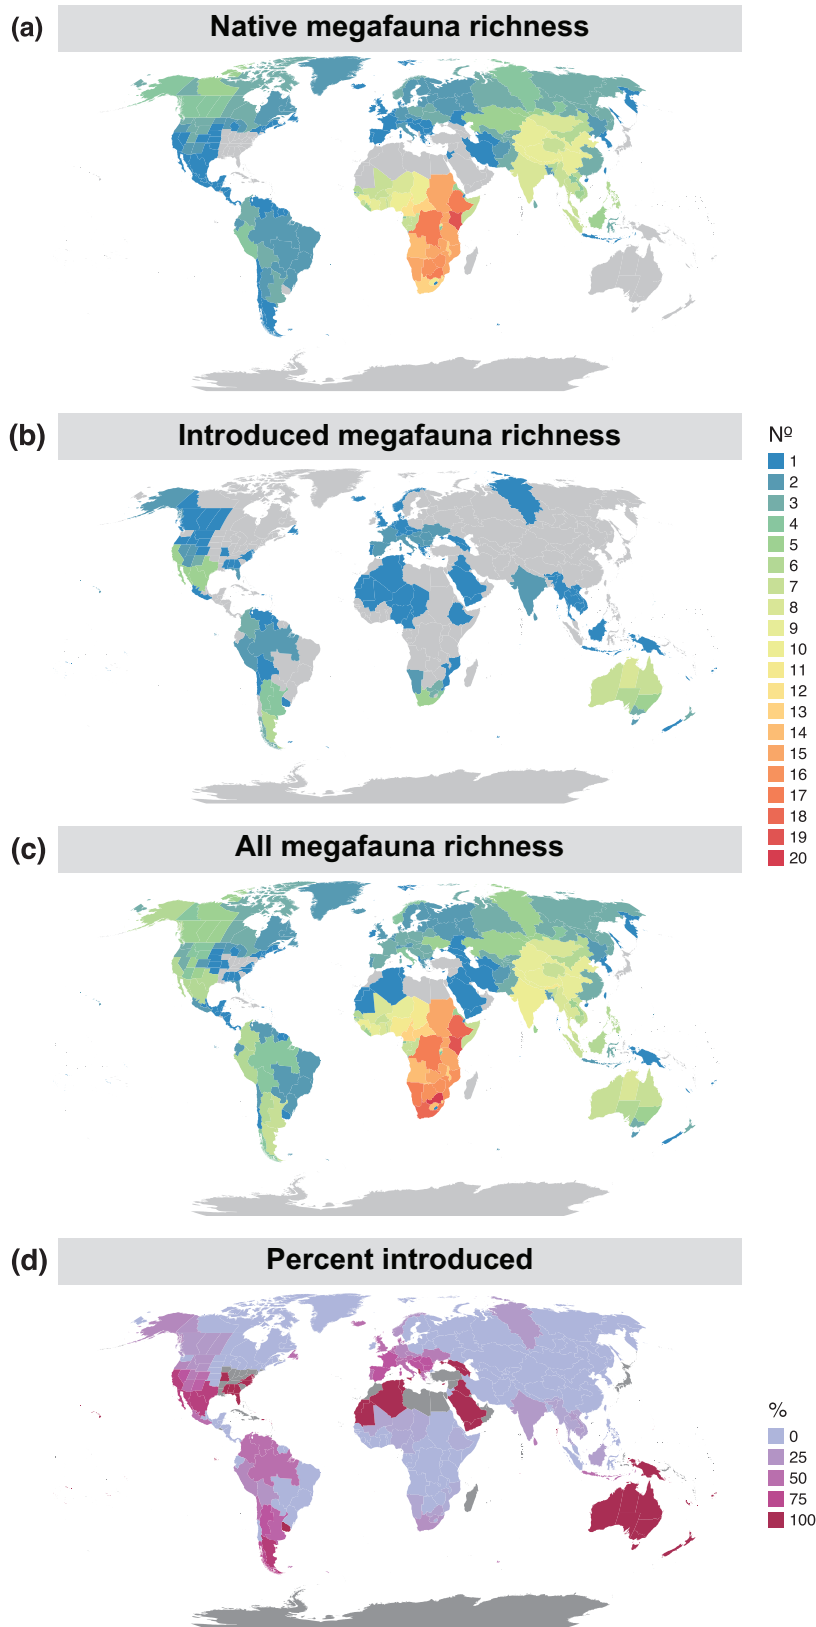 (a)
Native megafauna richness
(b)
Introduced megafauna richness
Nº
1
2
3
4
5
6
7
8
9
10
11
12
13
14
15
16
17
18
19
20
(c)
All megafauna richness
(d)
Percent introduced
%
0
25
50
75
100